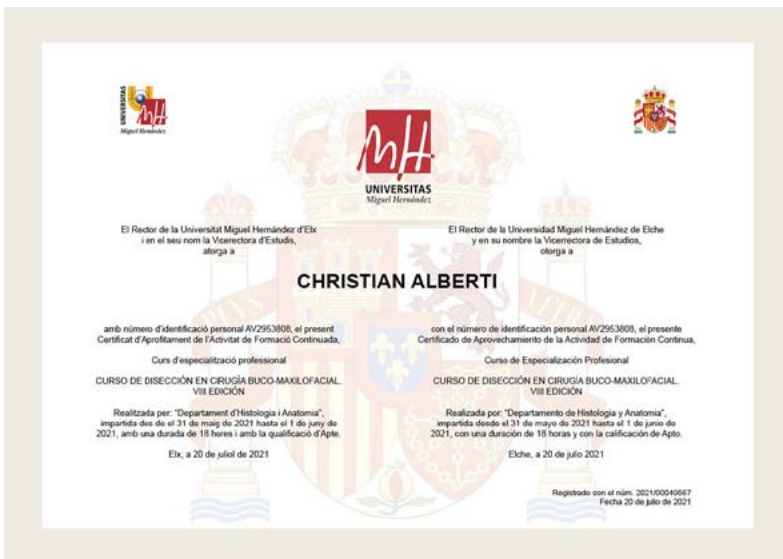 UNIVERSITAS
Miguel Hernández
UNIVERSITAS
Miguel Hernández
El Rector de la Universitat Miguel Hernández d'Elx
i en el seu nom la Vicerectora d'Estudis,
atorga a
El Rector de la Universidad Miguel Hernández de Elche
y en su nombre la Vicerrectora de Estudios,
otorga a
CHRISTIAN ALBERTI
amb número d'identificació personal AV2953808, el present
Certificat d'Aprofitament de l'Activitat de Formació Continuada,
Curs d'especialització professional
CURSO DE DISECCIÓN EN CIRUGÍA BUCO-MAXILOFACIAL.
VIII EDICIÓN
Realitzada per: "Departament d'Histologia i Anatomia",
impartida des de el 31 de maig de 2021 hasta el 1 de juny de
2021, amb una durada de 18 hores i amb la qualificació d'Apte.
Elx, a 20 de juliol de 2021
con el número de identificación personal AV2953808, el presente
Certificado de Aprovechamiento de la Actividad de Formación Continua,
Curso de Especialización Profesional
CURSO DE DISECCIÓN EN CIRUGÍA BUCO-MAXILOFACIAL.
VIII EDICIÓN
Realizada por: "Departamento de Histología y Anatomía",
impartida desde el 31 de mayo de 2021 hasta el 1 de junio de
2021, con una duración de 18 horas y con la calificación de Apto.
Elche, a 20 de julio 2021
Registrado con el núm. 2021/00049867
Fecha 20 de julio de 2021